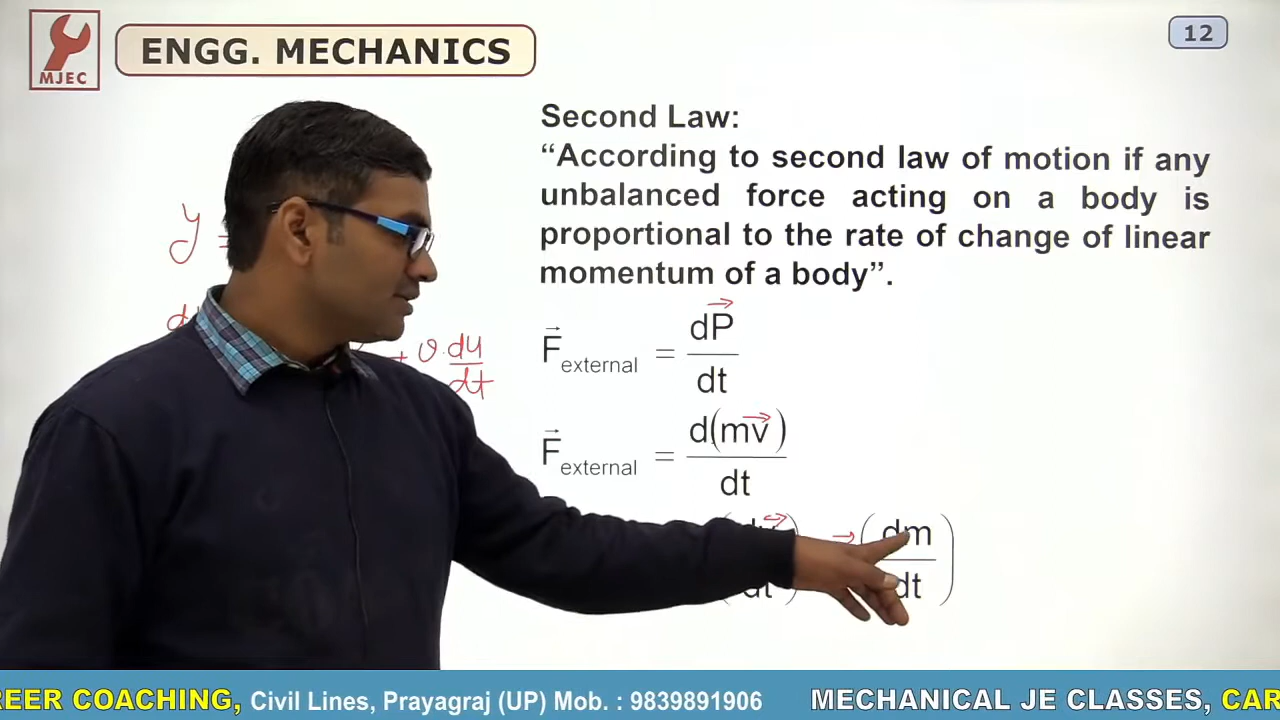 MJEC
ENGG. MECHANICS
12
Second Law:
“According to second law of motion if any
unbalanced force acting on a body is
proportional to the rate of change of linear
momentum of a body”.
y =
+ v. du/dt
F⃗external = dP⃗/dt
F⃗external = d(mv⃗)/dt
(dm/dt)
REER COACHING, Civil Lines, Prayagraj (UP) Mob. : 9839891906 MECHANICAL JE CLASSES, CAR